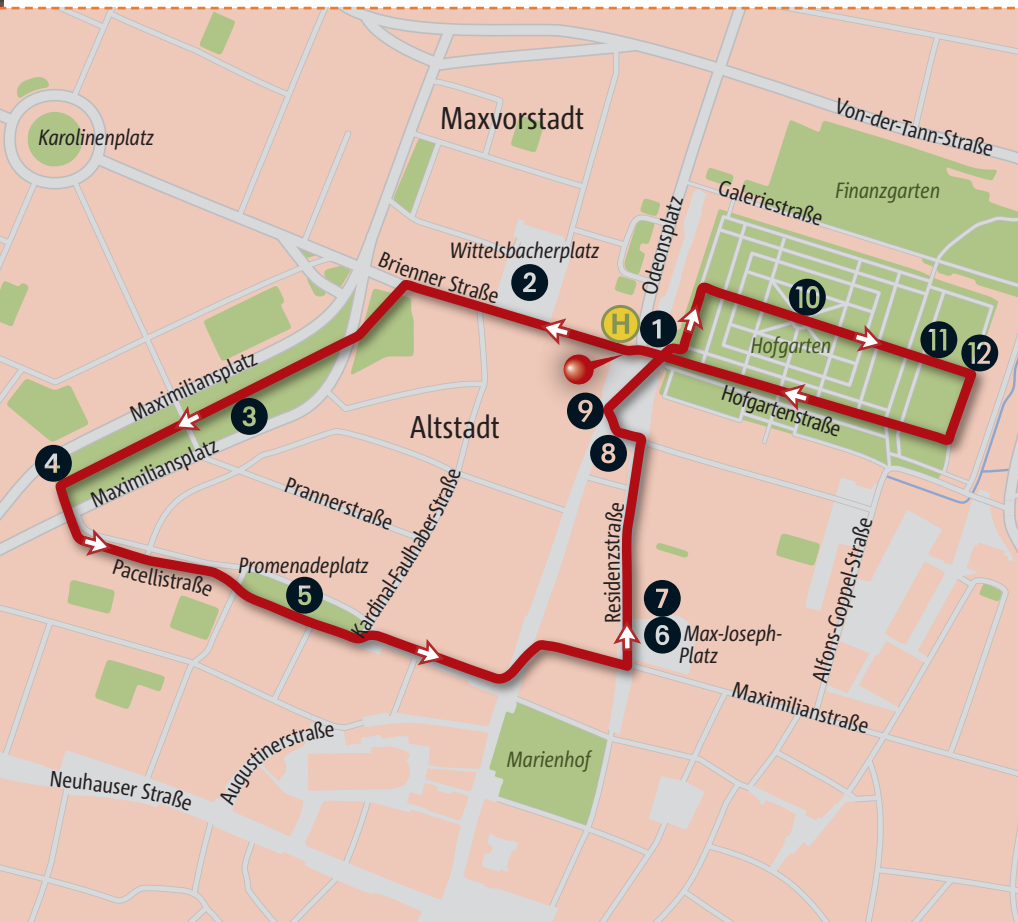 Maxvorstadt
Von-der-Tann-Straße
Karolinenplatz
Finanzgarten
Galeriestraße
Odeonsplatz
Wittelsbacherplatz
2
Brienner Straße
H
1
10
Hofgarten
11
12
Hofgartenstraße
Maximiliansplatz
3
Maximiliansplatz
4
Altstadt
9
8
Prannerstraße
Kardinal-Faulhaber-Straße
Residenzstraße
Alfons-Goppel-Straße
Pacellistraße
Promenadeplatz
5
7
6
Max-Joseph-
Platz
Maximilianstraße
Augustinerstraße
Marienhof
Neuhauser Straße